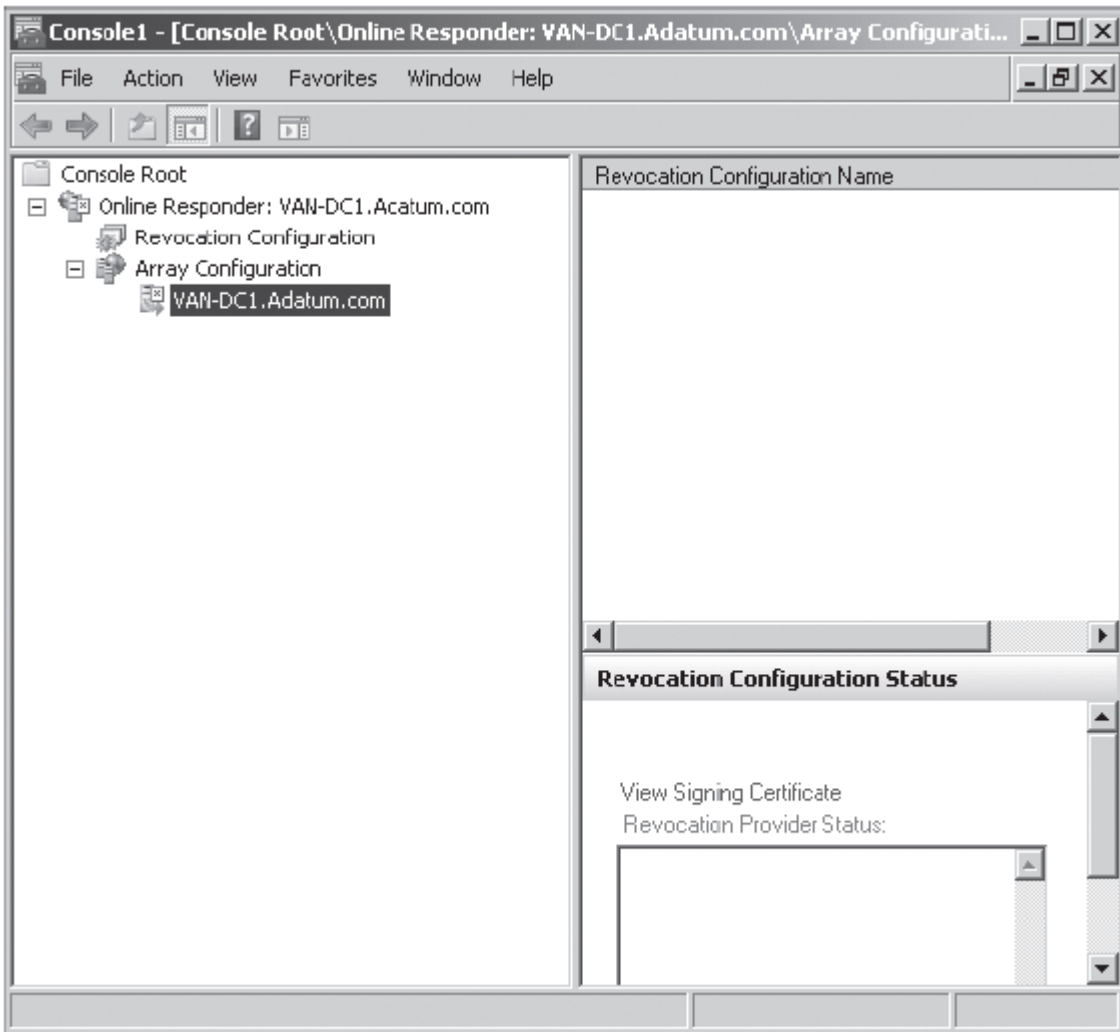 Console1 - [Console Root\Online Responder: VAN-DC1.Adatum.com\Array Configurati...
File Action View Favorites Window Help
Console Root
Online Responder: VAN-DC1.Acatum.com
Revocation Configuration
Array Configuration
VAN-DC1.Adatum.com
Revocation Configuration Name
Revocation Configuration Status
View Signing Certificate
Revocation Provider Status: